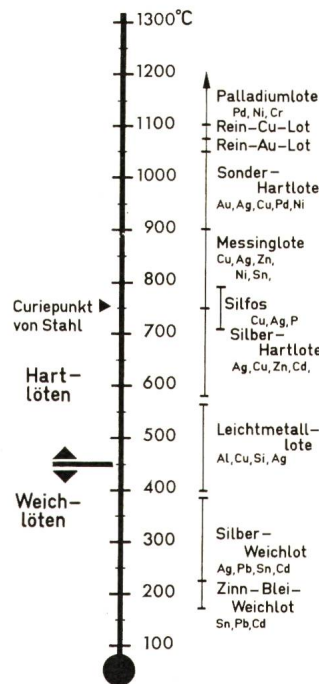 1300°C
1200
1100
1000
900
800
700
600
500
400
300
200
100
Curiepunkt
von Stahl
Hart-
löten
Weich-
löten
Palladiumlote
Pd, Ni, Cr
Rein-Cu-Lot
Rein-Au-Lot
Sonder-
Hartlote
Au, Ag, Cu, Pd, Ni
Messinglote
Cu, Ag, Zn,
Ni, Sn,
Silfos
Cu, Ag, P
Silber-
Hartlote
Ag, Cu, Zn, Cd,
Leichtmetall-
lote
Al, Cu, Si, Ag
Silber-
Weichlot
Ag, Pb, Sn, Cd
Zinn-Blei-
Weichlot
Sn, Pb, Cd